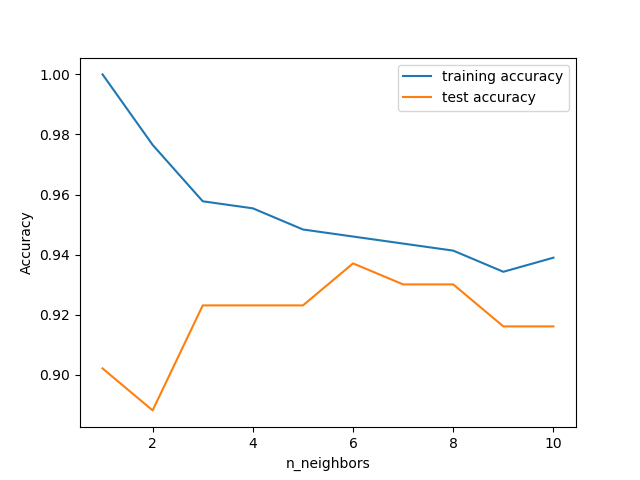 training accuracy
test accuracy
1.00
0.98
0.96
0.94
0.92
0.90
Accuracy
2 4 6 8 10
n_neighbors